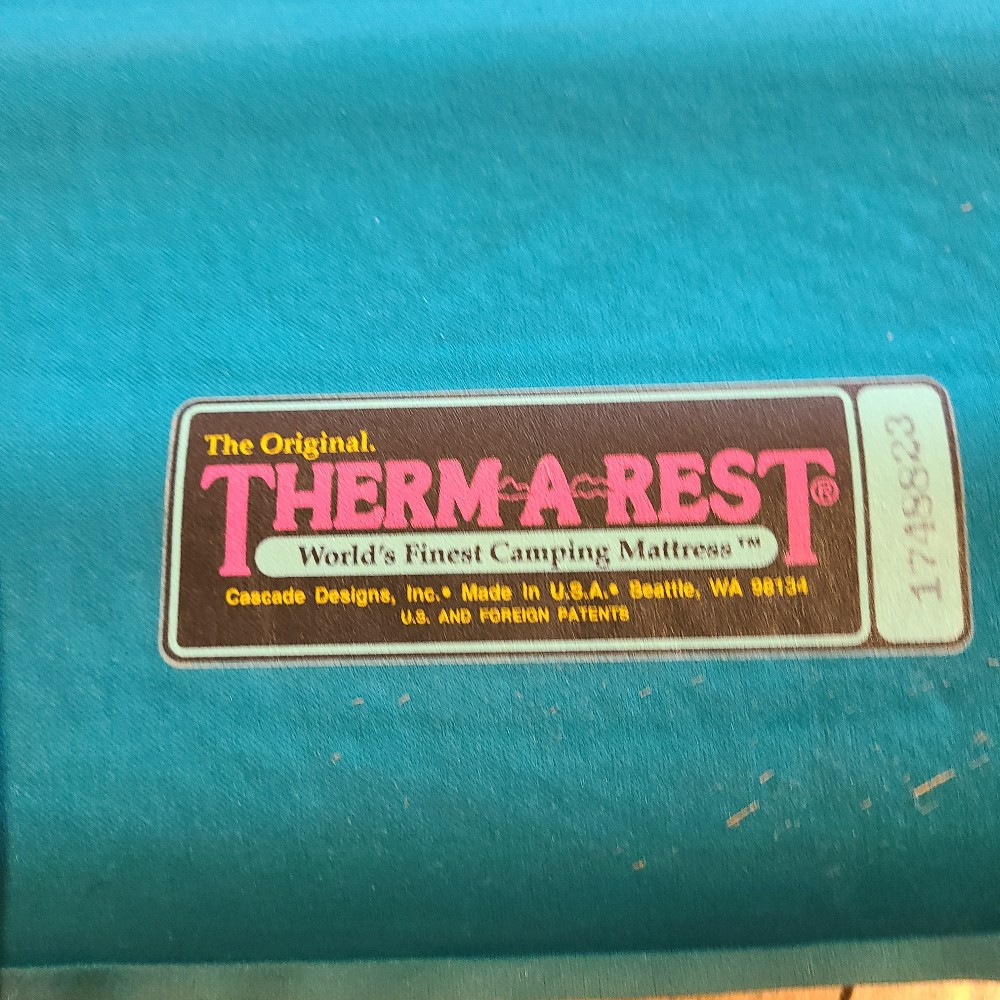 The Original.
THERM-A-REST®
World's Finest Camping Mattress™
Cascade Designs, Inc.• Made in U.S.A.• Seattle, WA 98134
U.S. AND FOREIGN PATENTS
1748823